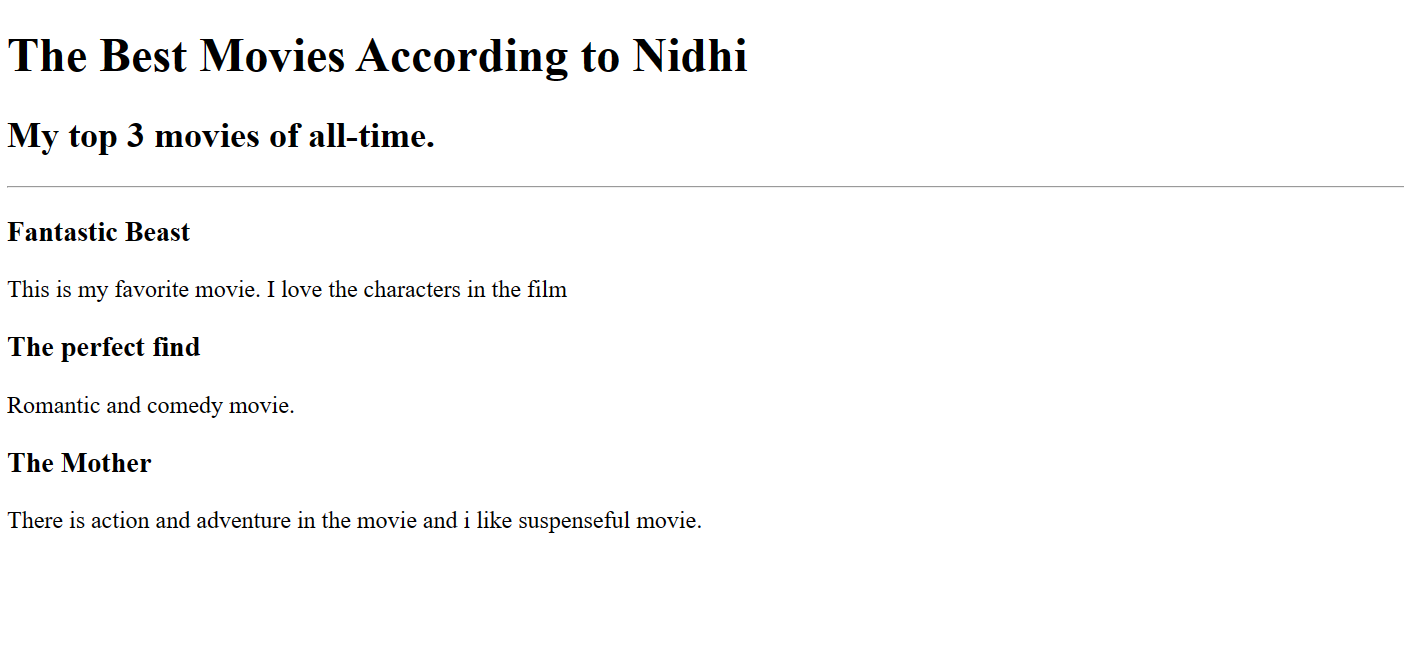 The Best Movies According to Nidhi
My top 3 movies of all-time.
Fantastic Beast
This is my favorite movie. I love the characters in the film
The perfect find
Romantic and comedy movie.
The Mother
There is action and adventure in the movie and i like suspenseful movie.